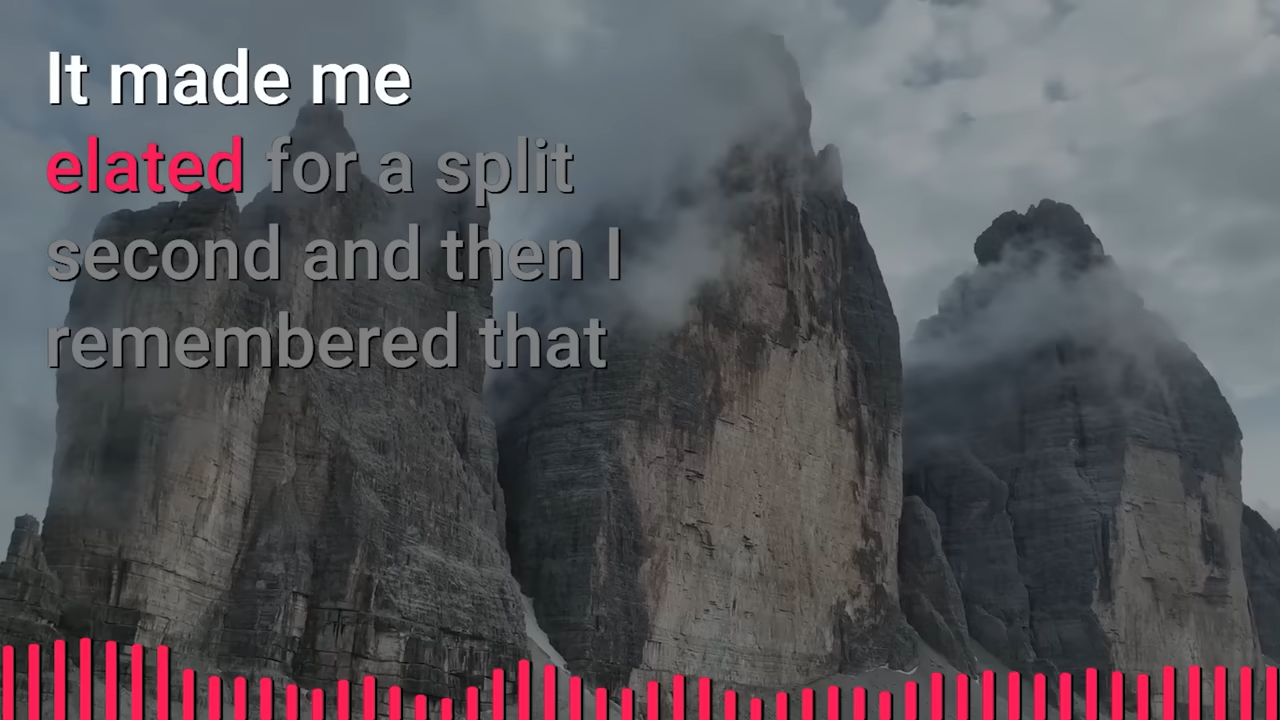 It made me
elated for a split
second and then I
remembered that